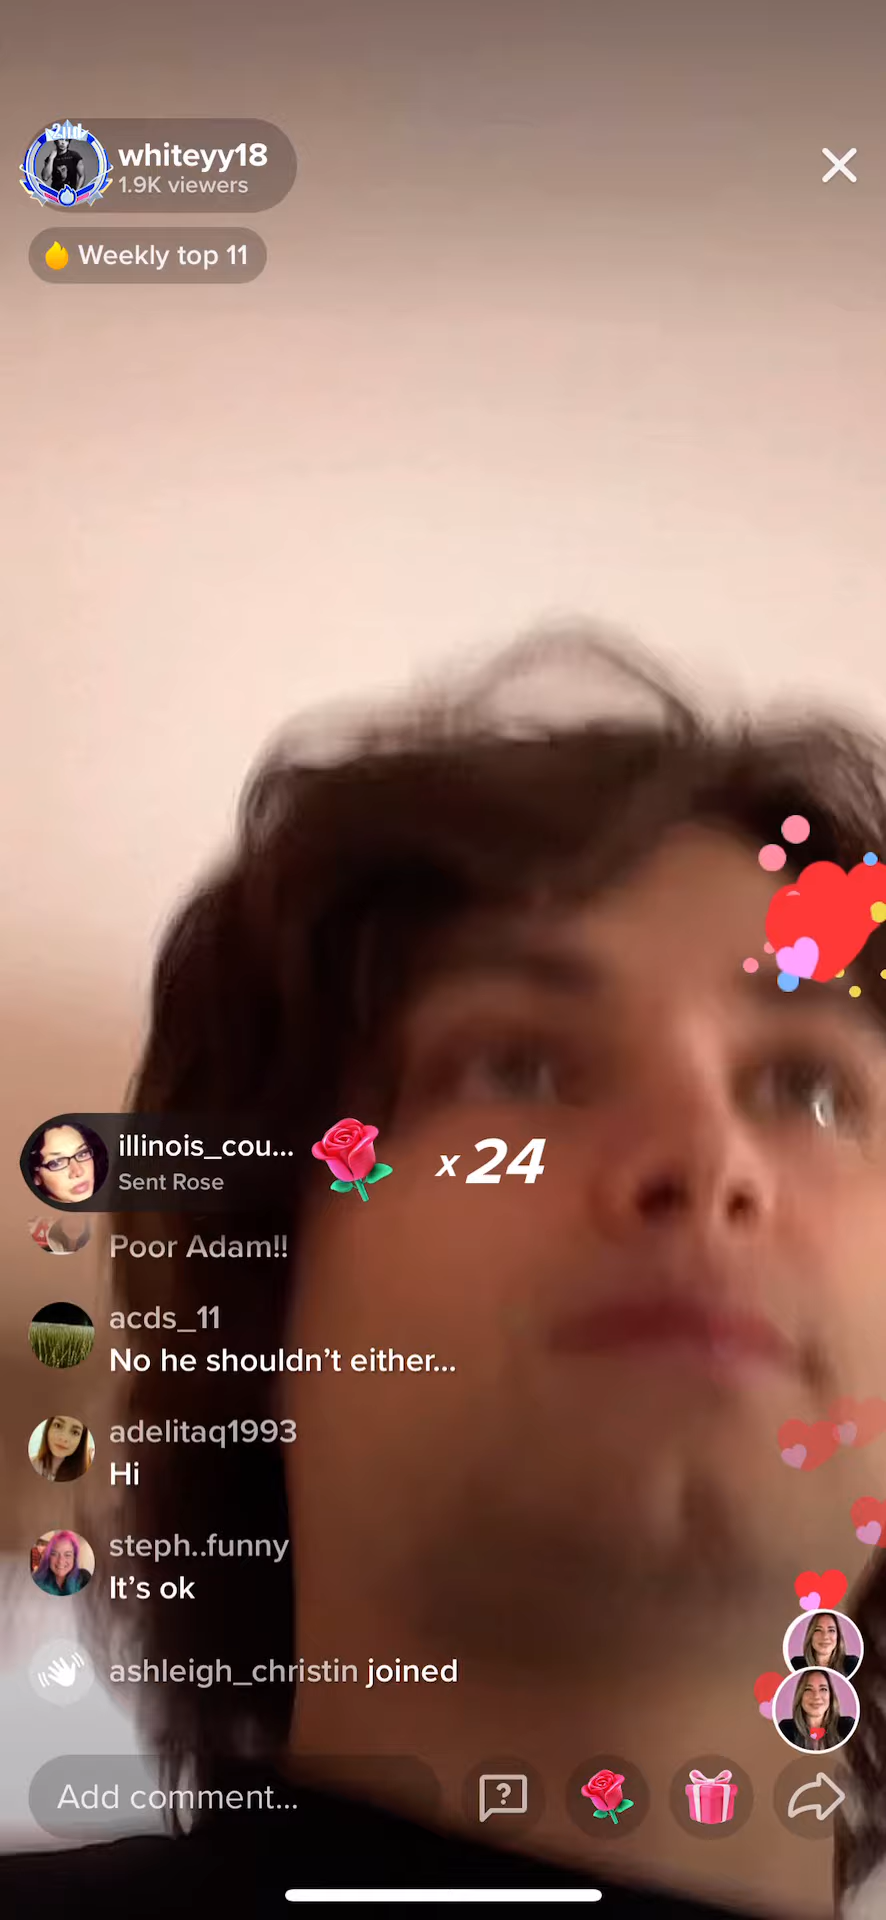 2nd
whiteyy18
1.9K viewers
Weekly top 11
illinois_cou...
Sent Rose
x24
Poor Adam!!
acds_11
No he shouldn't either...
adelitaq1993
Hi
steph..funny
It's ok
ashleigh_christin joined
Add comment...
?